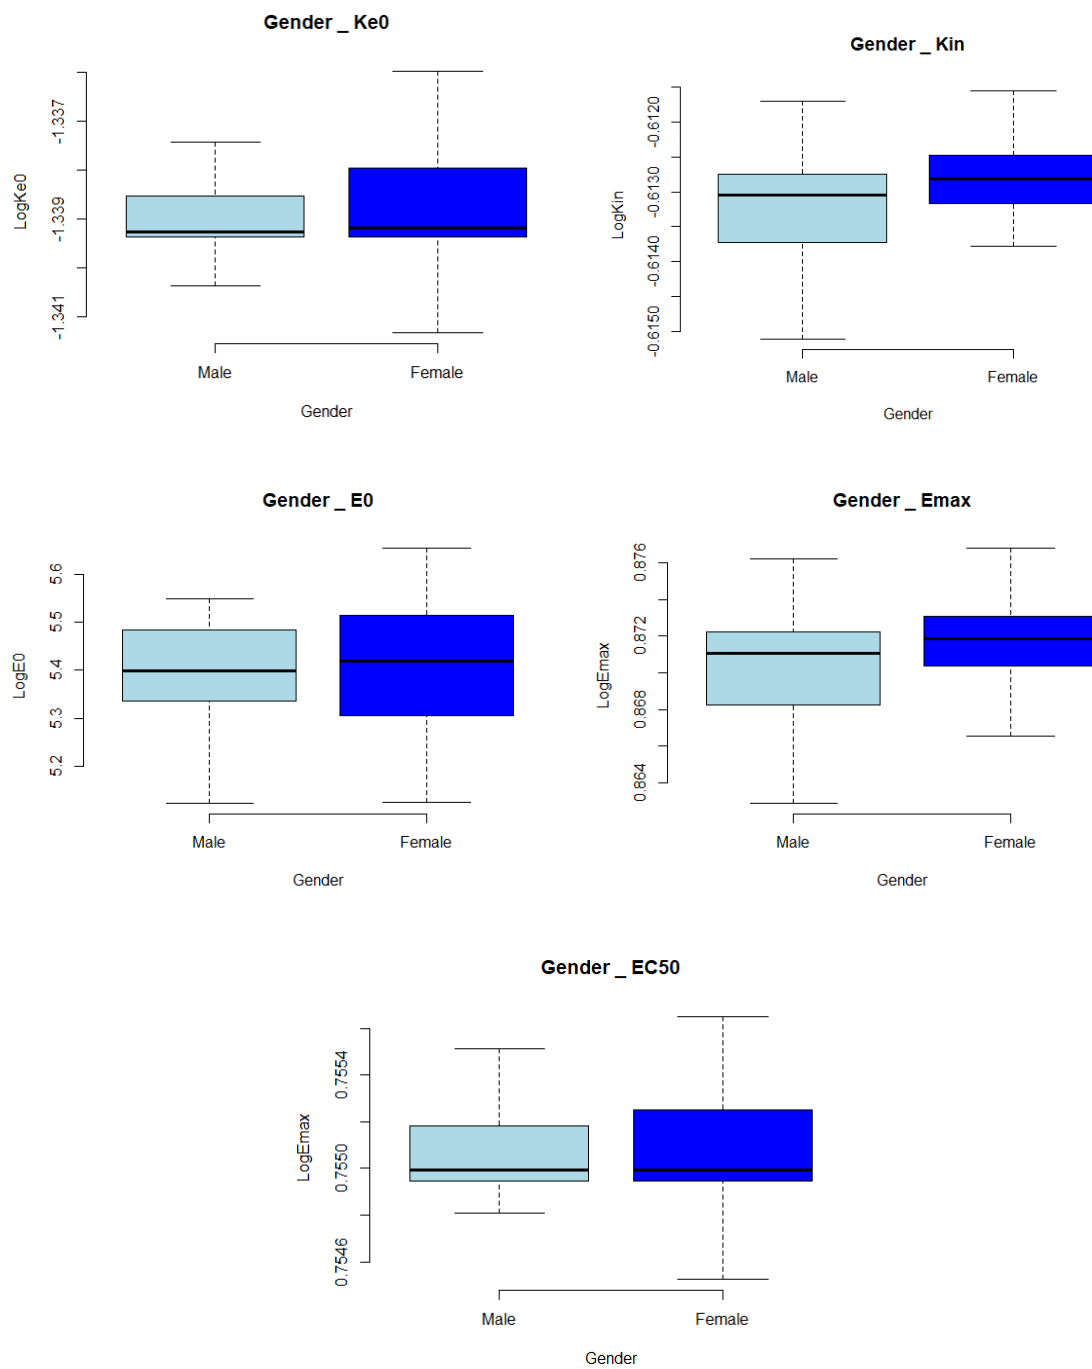 Gender _ Ke0
LogKe0
-1.337
-1.339
-1.341
Male
Female
Gender
Gender _ Kin
LogKin
-0.6120
-0.6130
-0.6140
-0.6150
Male
Female
Gender
Gender _ E0
LogE0
5.6
5.5
5.4
5.3
5.2
Male
Female
Gender
Gender _ Emax
LogEmax
0.876
0.872
0.868
0.864
Male
Female
Gender
Gender _ EC50
LogEmax
0.7554
0.7550
0.7546
Male
Female
Gender